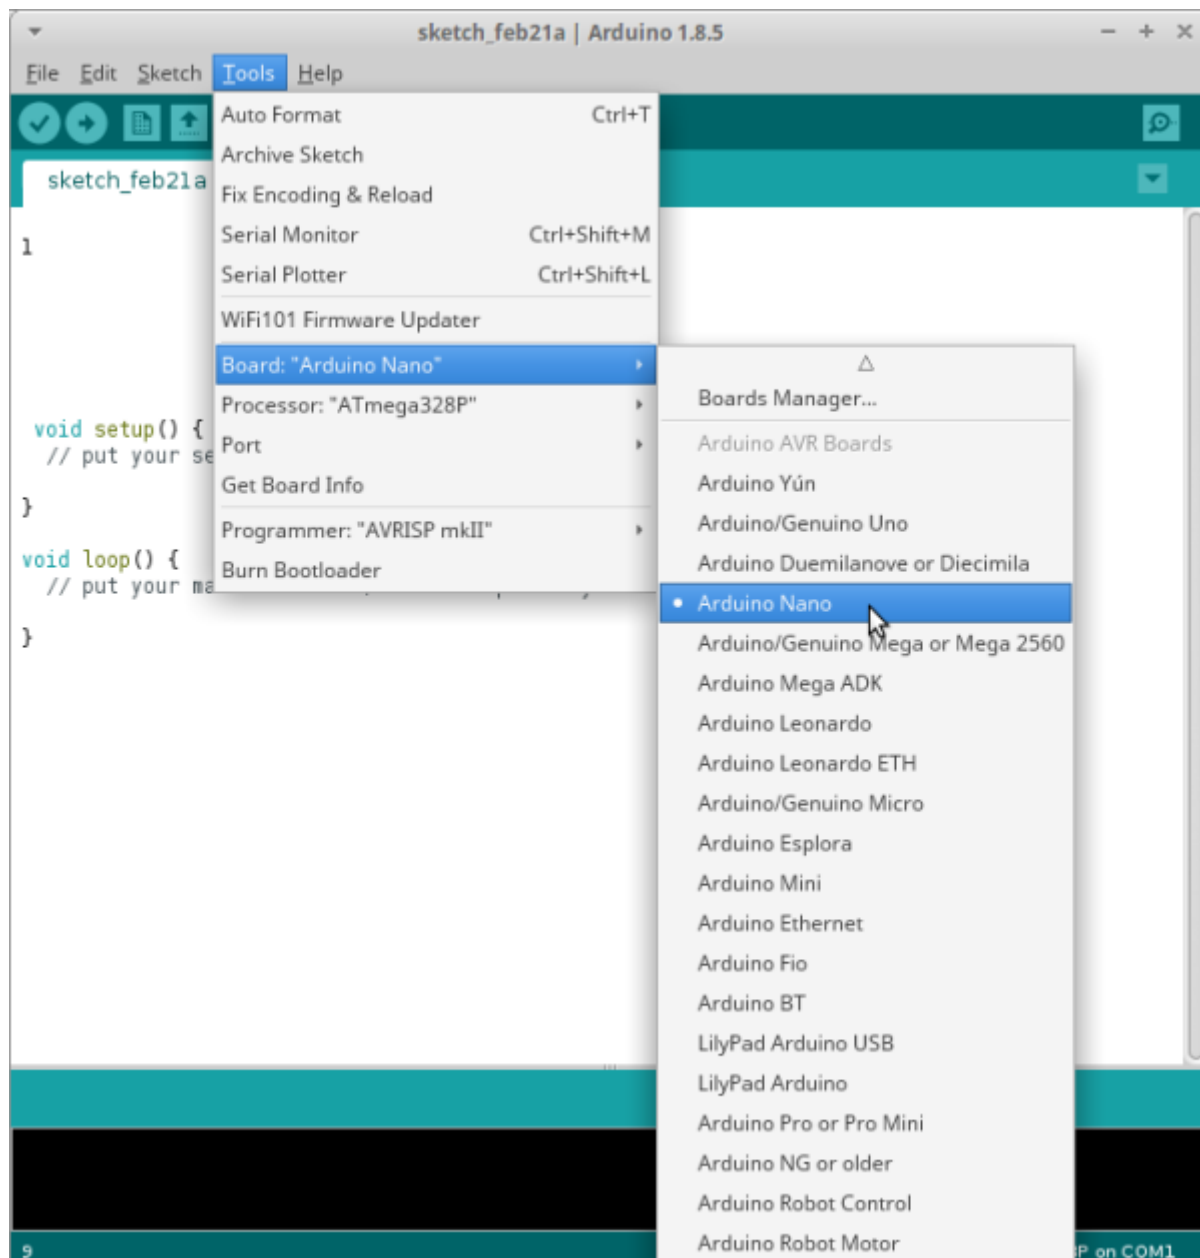 sketch_feb21a | Arduino 1.8.5
File Edit Sketch Tools Help
sketch_feb21a
Auto Format Ctrl+T
Archive Sketch
Fix Encoding & Reload
Serial Monitor Ctrl+Shift+M
Serial Plotter Ctrl+Shift+L
WiFi101 Firmware Updater
Board: "Arduino Nano"
Processor: "ATmega328P"
Port
Get Board Info
Programmer: "AVRISP mkII"
Burn Bootloader
Boards Manager...
Arduino AVR Boards
Arduino Yún
Arduino/Genuino Uno
Arduino Duemilanove or Diecimila
Arduino Nano
Arduino/Genuino Mega or Mega 2560
Arduino Mega ADK
Arduino Leonardo
Arduino Leonardo ETH
Arduino/Genuino Micro
Arduino Esplora
Arduino Mini
Arduino Ethernet
Arduino Fio
Arduino BT
LilyPad Arduino USB
LilyPad Arduino
Arduino Pro or Pro Mini
Arduino NG or older
Arduino Robot Control
Arduino Robot Motor
l
void setup() {
// put your se
}
void loop() {
// put your ma
}
9
P on COM1